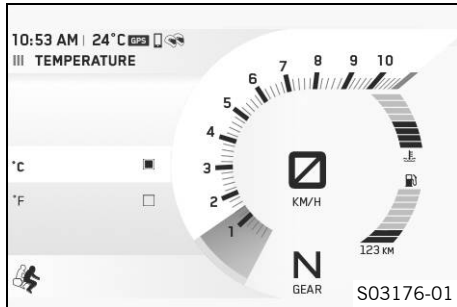 10:53 AM | 24°C GPS
TEMPERATURE
°C
°F
1
2
3
4
5
6
7
8
9
10
KM/H
N
GEAR
123 KM
S03176-01